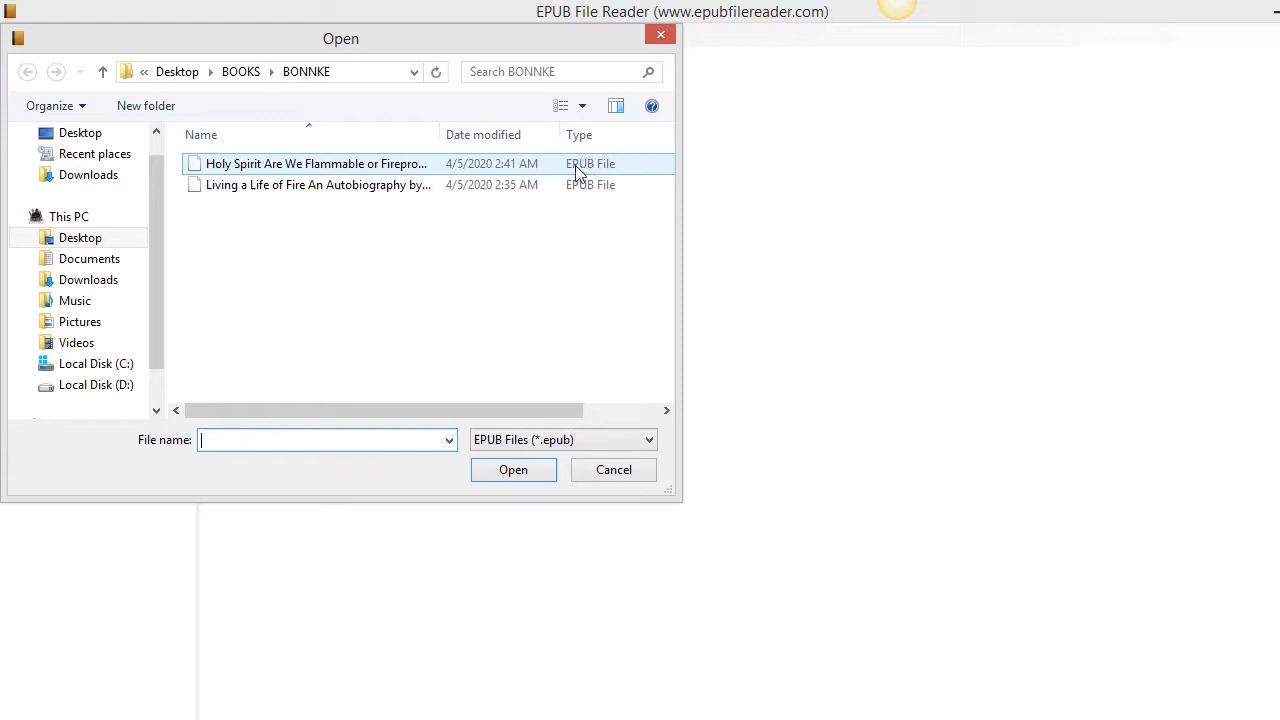 EPUB File Reader (www.epubfilereader.com)
Open
« Desktop BOOKS BONNKE
Search BONNKE
Organize New folder
Name Date modified Type
Desktop
Recent places
Downloads
This PC
Desktop
Documents
Downloads
Music
Pictures
Videos
Local Disk (C:)
Local Disk (D:)
Holy Spirit Are We Flammable or Firepro... 4/5/2020 2:41 AM EPUB File
Living a Life of Fire An Autobiography by... 4/5/2020 2:35 AM EPUB File
File name: EPUB Files (*.epub)
Open Cancel